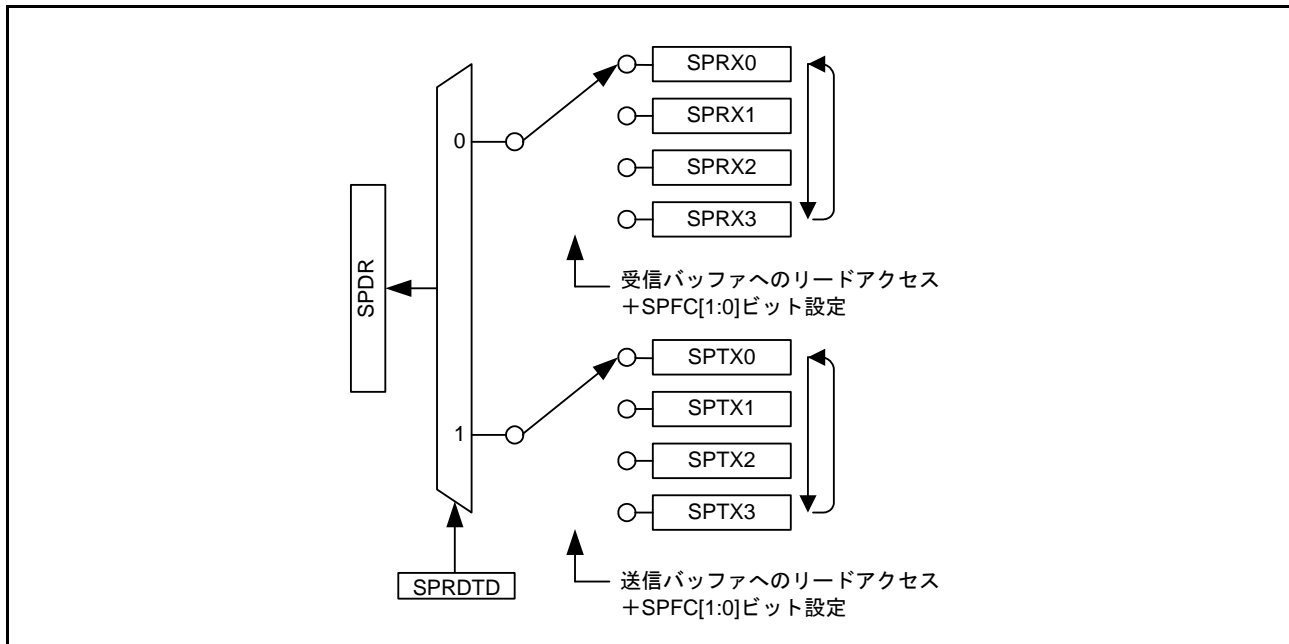 SPRX0
SPRX1
0
SPRX2
SPRX3
SPDR
受信バッファへのリードアクセス
＋SPFC[1:0]ビット設定
SPTX0
SPTX1
1
SPTX2
SPTX3
SPRDTD
送信バッファへのリードアクセス
＋SPFC[1:0]ビット設定